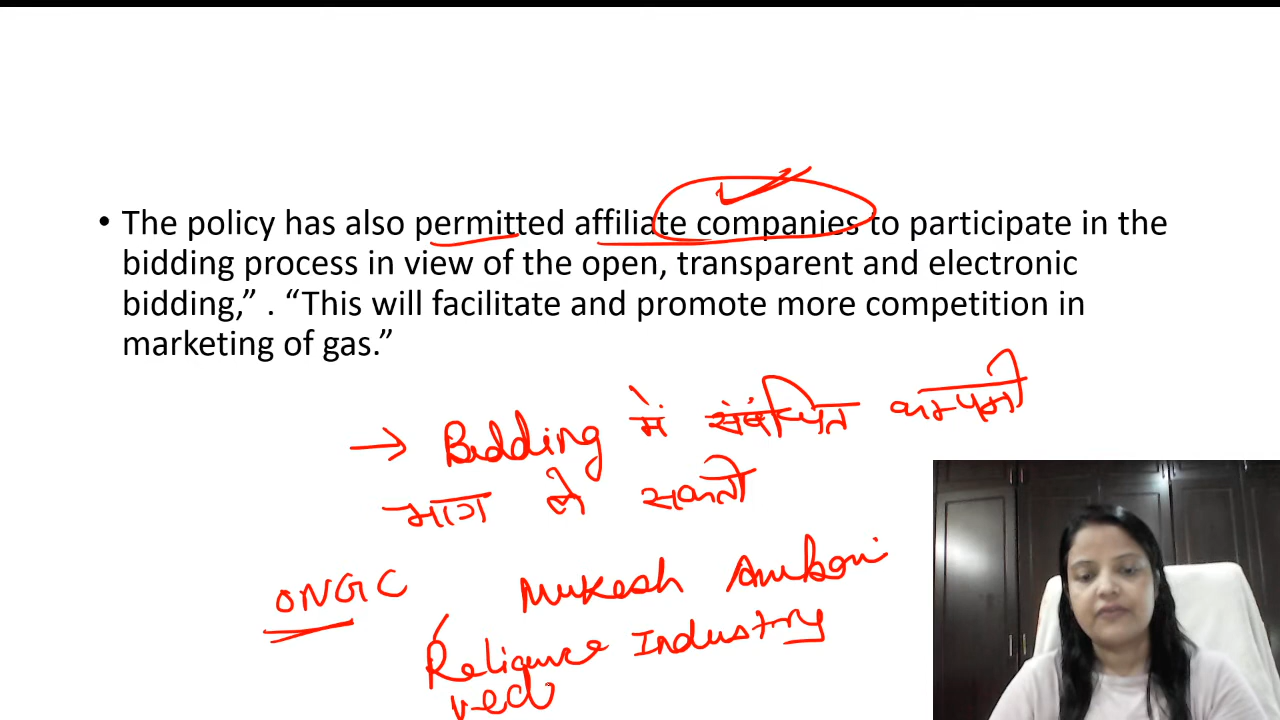 • The policy has also permitted affiliate companies to participate in the
bidding process in view of the open, transparent and electronic
bidding,” . “This will facilitate and promote more competition in
marketing of gas.”
→ Bidding में संबंधित कम्पनी
भाग ले सकती
ONGC Mukesh Ambani
Reliance Industry
ved